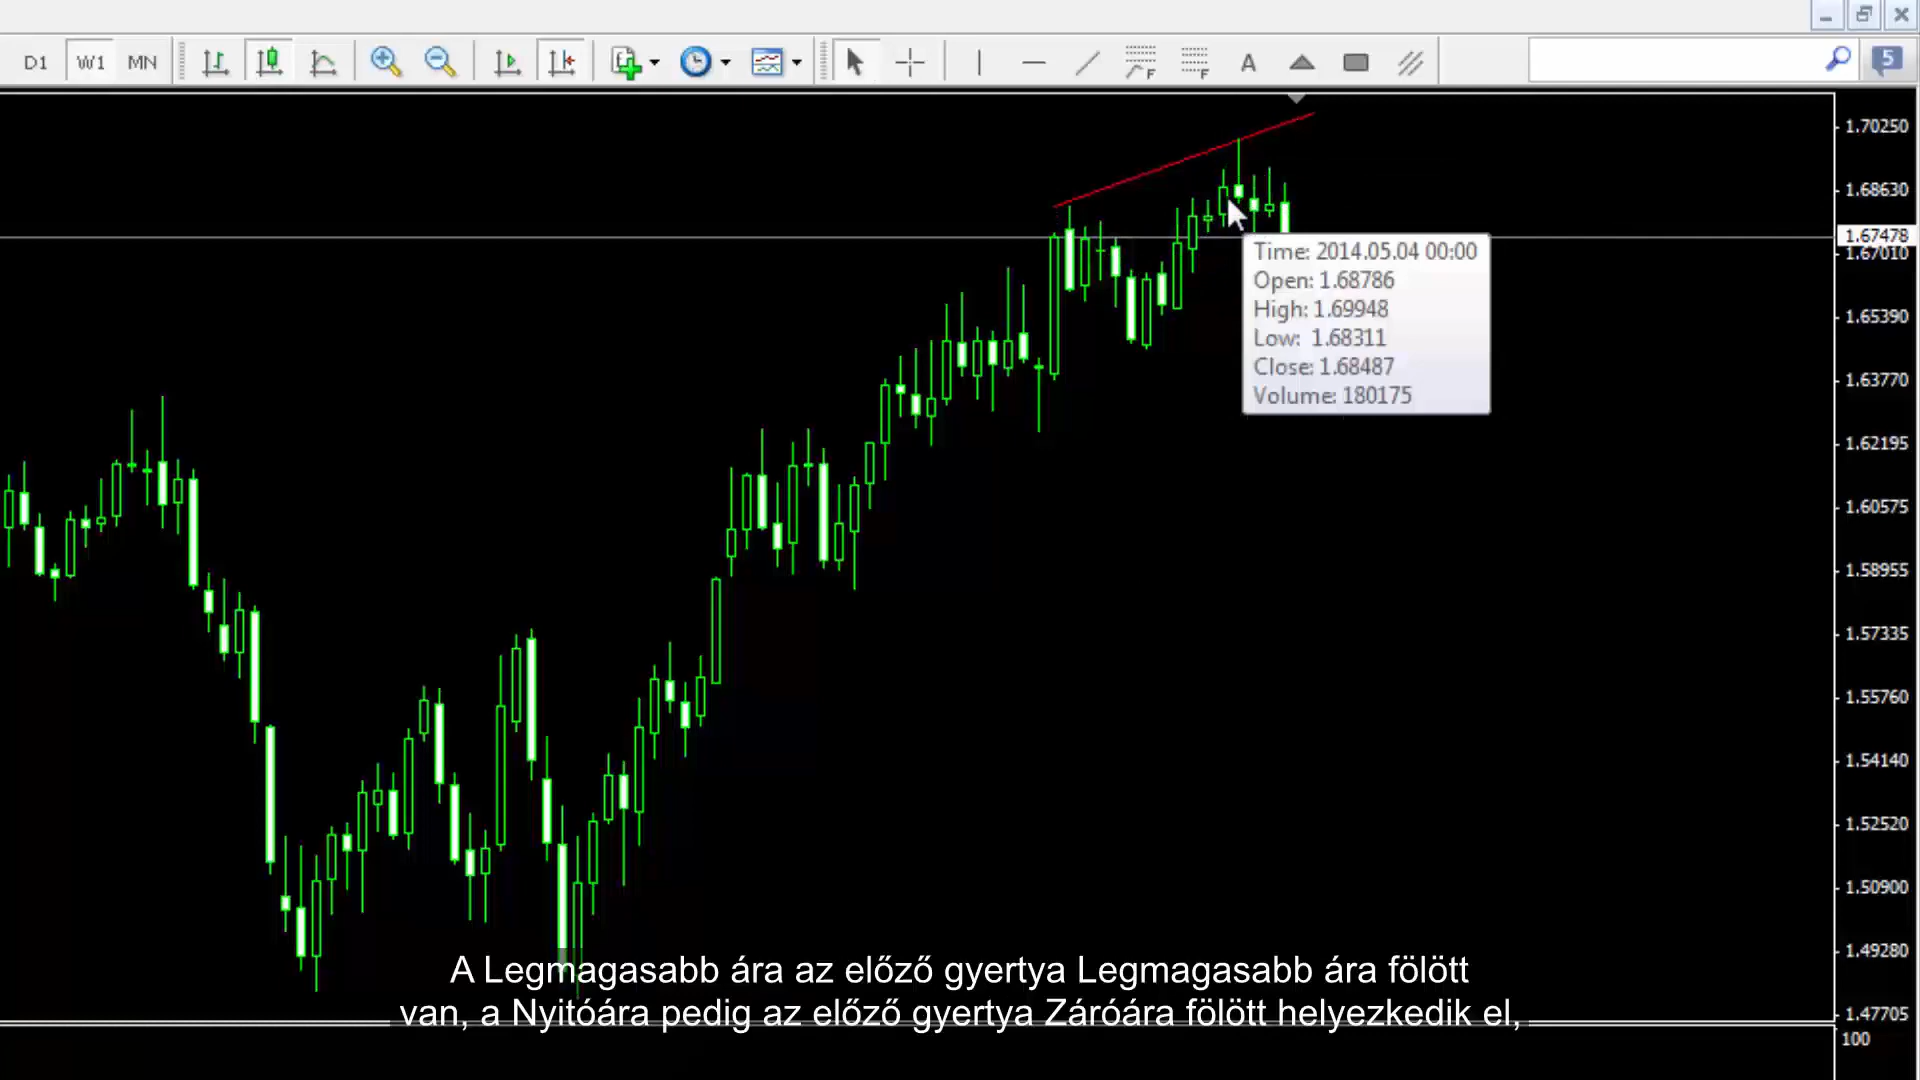 D1 W1 MN F F A 5
1.70250
1.68630
1.67478
1.67010
Time: 2014.05.04 00:00
Open: 1.68786
High: 1.69948
Low: 1.68311
Close: 1.68487
Volume: 180175
1.65390
1.63770
1.62195
1.60575
1.58955
1.57335
1.55760
1.54140
1.52520
1.50900
1.49280
A Legmagasabb ára az előző gyertya Legmagasabb ára fölött
van, a Nyitóára pedig az előző gyertya Záróára fölött helyezkedik el,
1.47705
100